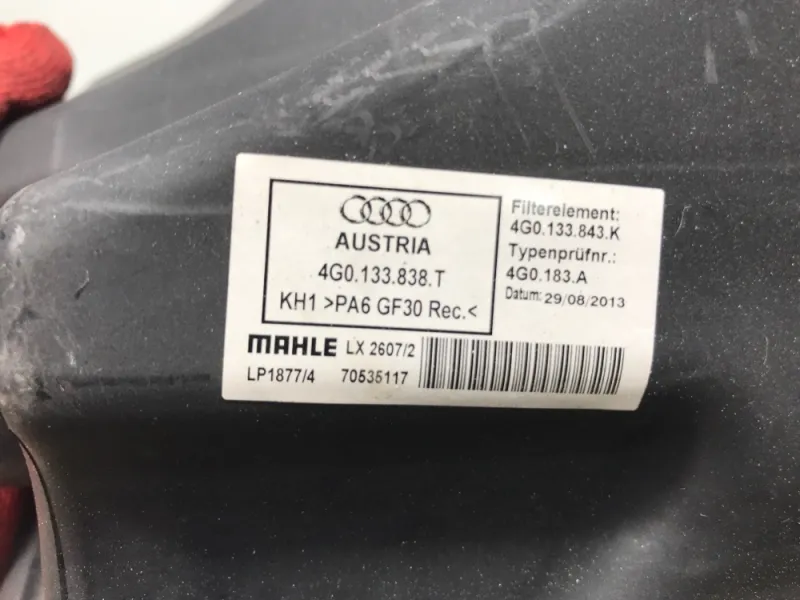 AUSTRIA
4G0.133.838.T
KH1 >PA6 GF30 Rec.<
Filterelement:
4G0.133.843.K
Typenprüfnr.:
4G0.183.A
Datum: 29/08/2013
MAHLE LX 2607/2
LP1877/4 70535117